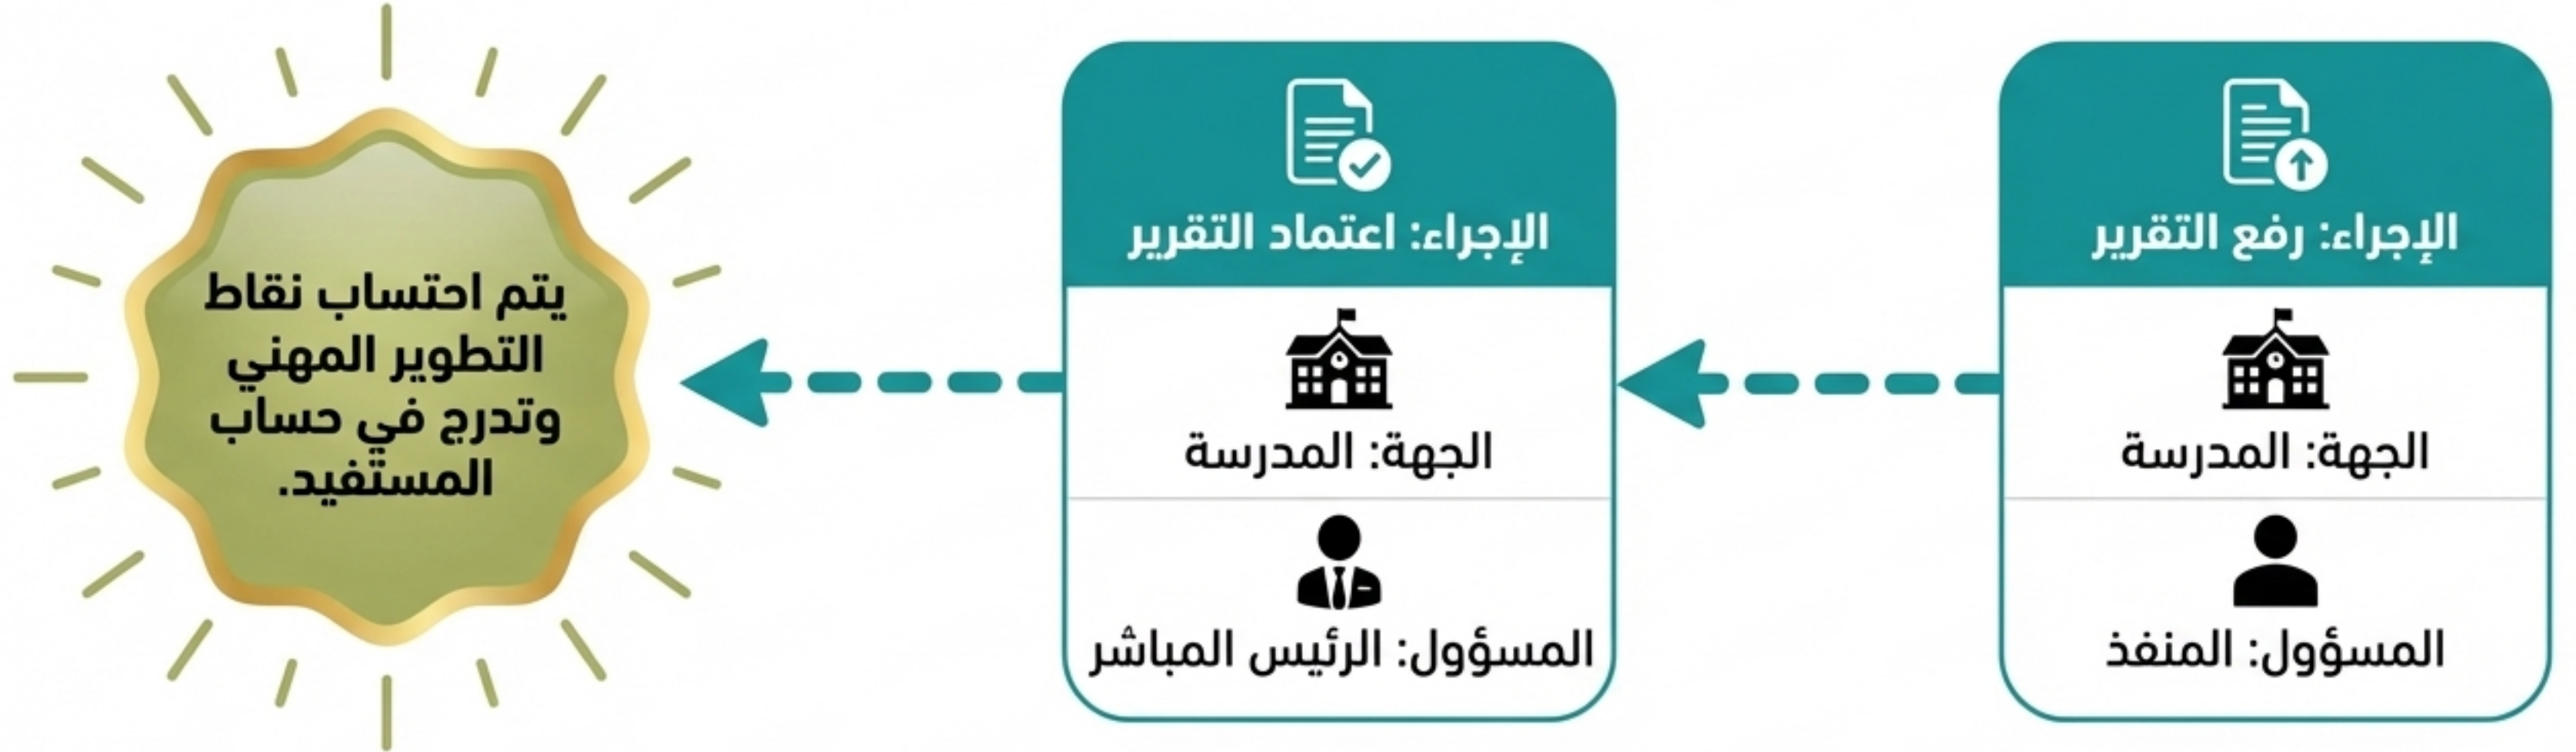 الإجراء: رفع التقرير
الجهة: المدرسة
المسؤول: المنفذ
الإجراء: اعتماد التقرير
الجهة: المدرسة
المسؤول: الرئيس المباشر
يتم احتساب نقاط
التطوير المهني
وتدرج في حساب
المستفيد.